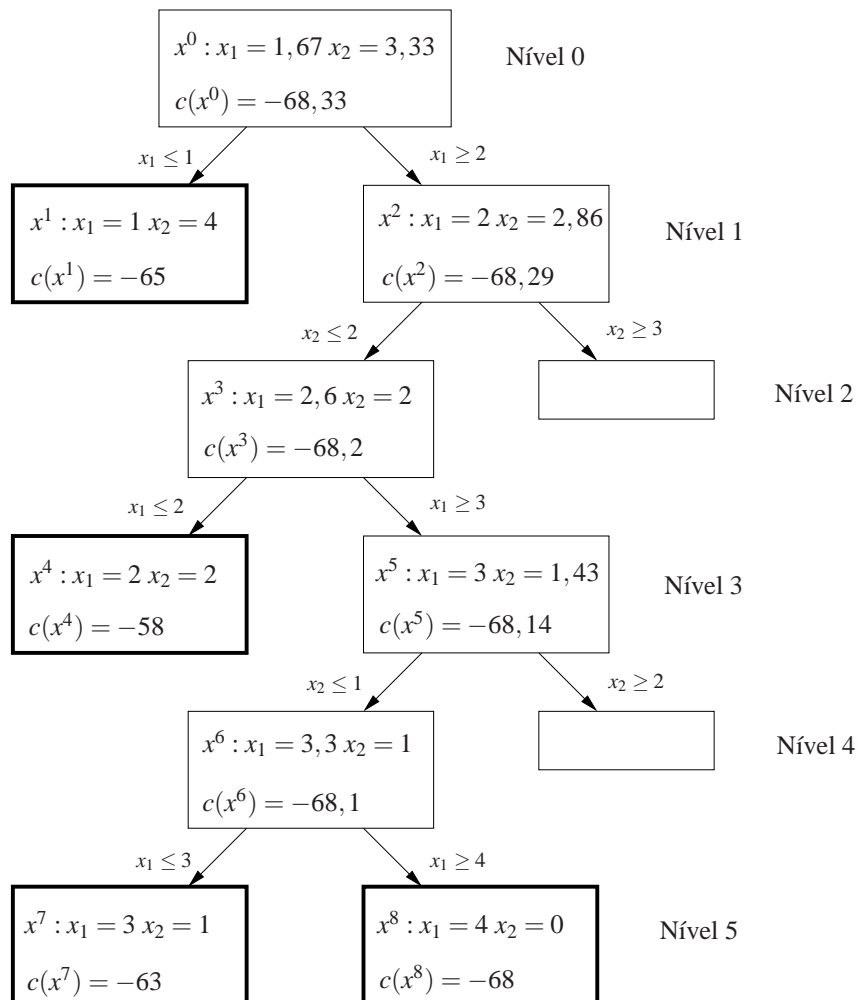 x⁰ : x₁ = 1,67 x₂ = 3,33
c(x⁰) = −68,33
Nível 0
x₁ ≤ 1
x₁ ≥ 2
x¹ : x₁ = 1 x₂ = 4
c(x¹) = −65
x² : x₁ = 2 x₂ = 2,86
c(x²) = −68,29
Nível 1
x₂ ≤ 2
x₂ ≥ 3
x³ : x₁ = 2,6 x₂ = 2
c(x³) = −68,2
Nível 2
x₁ ≤ 2
x₁ ≥ 3
x⁴ : x₁ = 2 x₂ = 2
c(x⁴) = −58
x⁵ : x₁ = 3 x₂ = 1,43
c(x⁵) = −68,14
Nível 3
x₂ ≤ 1
x₂ ≥ 2
x⁶ : x₁ = 3,3 x₂ = 1
c(x⁶) = −68,1
Nível 4
x₁ ≤ 3
x₁ ≥ 4
x⁷ : x₁ = 3 x₂ = 1
c(x⁷) = −63
x⁸ : x₁ = 4 x₂ = 0
c(x⁸) = −68
Nível 5